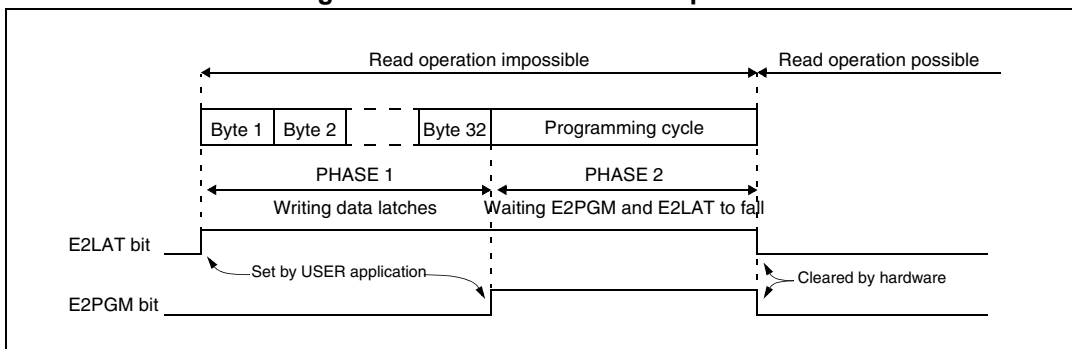 Read operation impossible
Read operation possible
Byte 1
Byte 2
Byte 32
Programming cycle
PHASE 1
PHASE 2
Writing data latches
Waiting E2PGM and E2LAT to fall
E2LAT bit
Set by USER application
Cleared by hardware
E2PGM bit